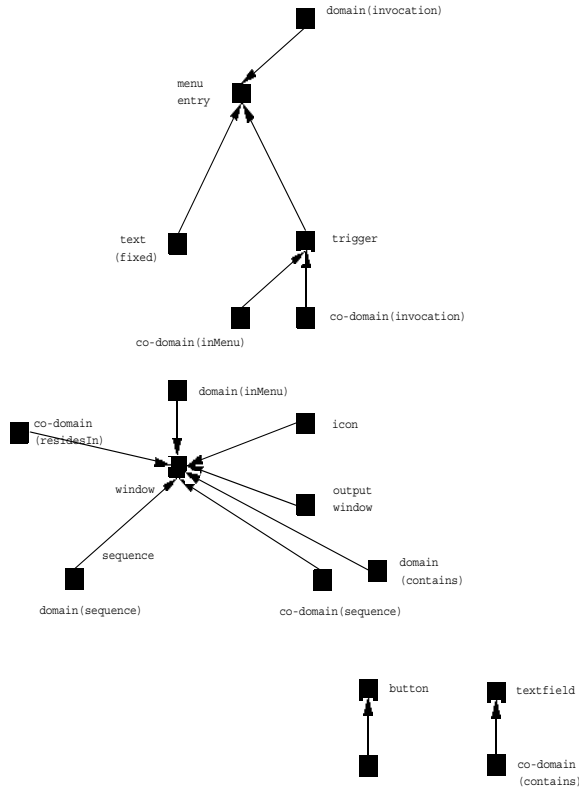 domain(invocation)
menu
entry
text
(fixed)
trigger
co-domain(invocation)
co-domain(inMenu)
domain(inMenu)
co-domain
(residesIn)
icon
window
output
window
sequence
domain
(contains)
domain(sequence)
co-domain(sequence)
button
textfield
co-domain
(contains)